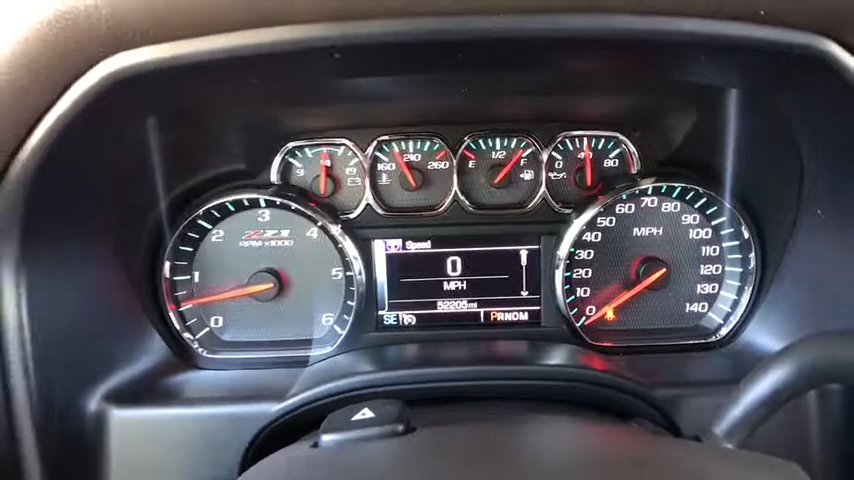 9 14 19
160 210 260
E 1/2 F
0 40 80
0 1 2 3 4 5 6
Z71
RPM x1000
Speed
0
MPH
52205mi
SE
PRNDM
0 10 20 30 40 50 60 70 80 90 100 110 120 130 140
MPH